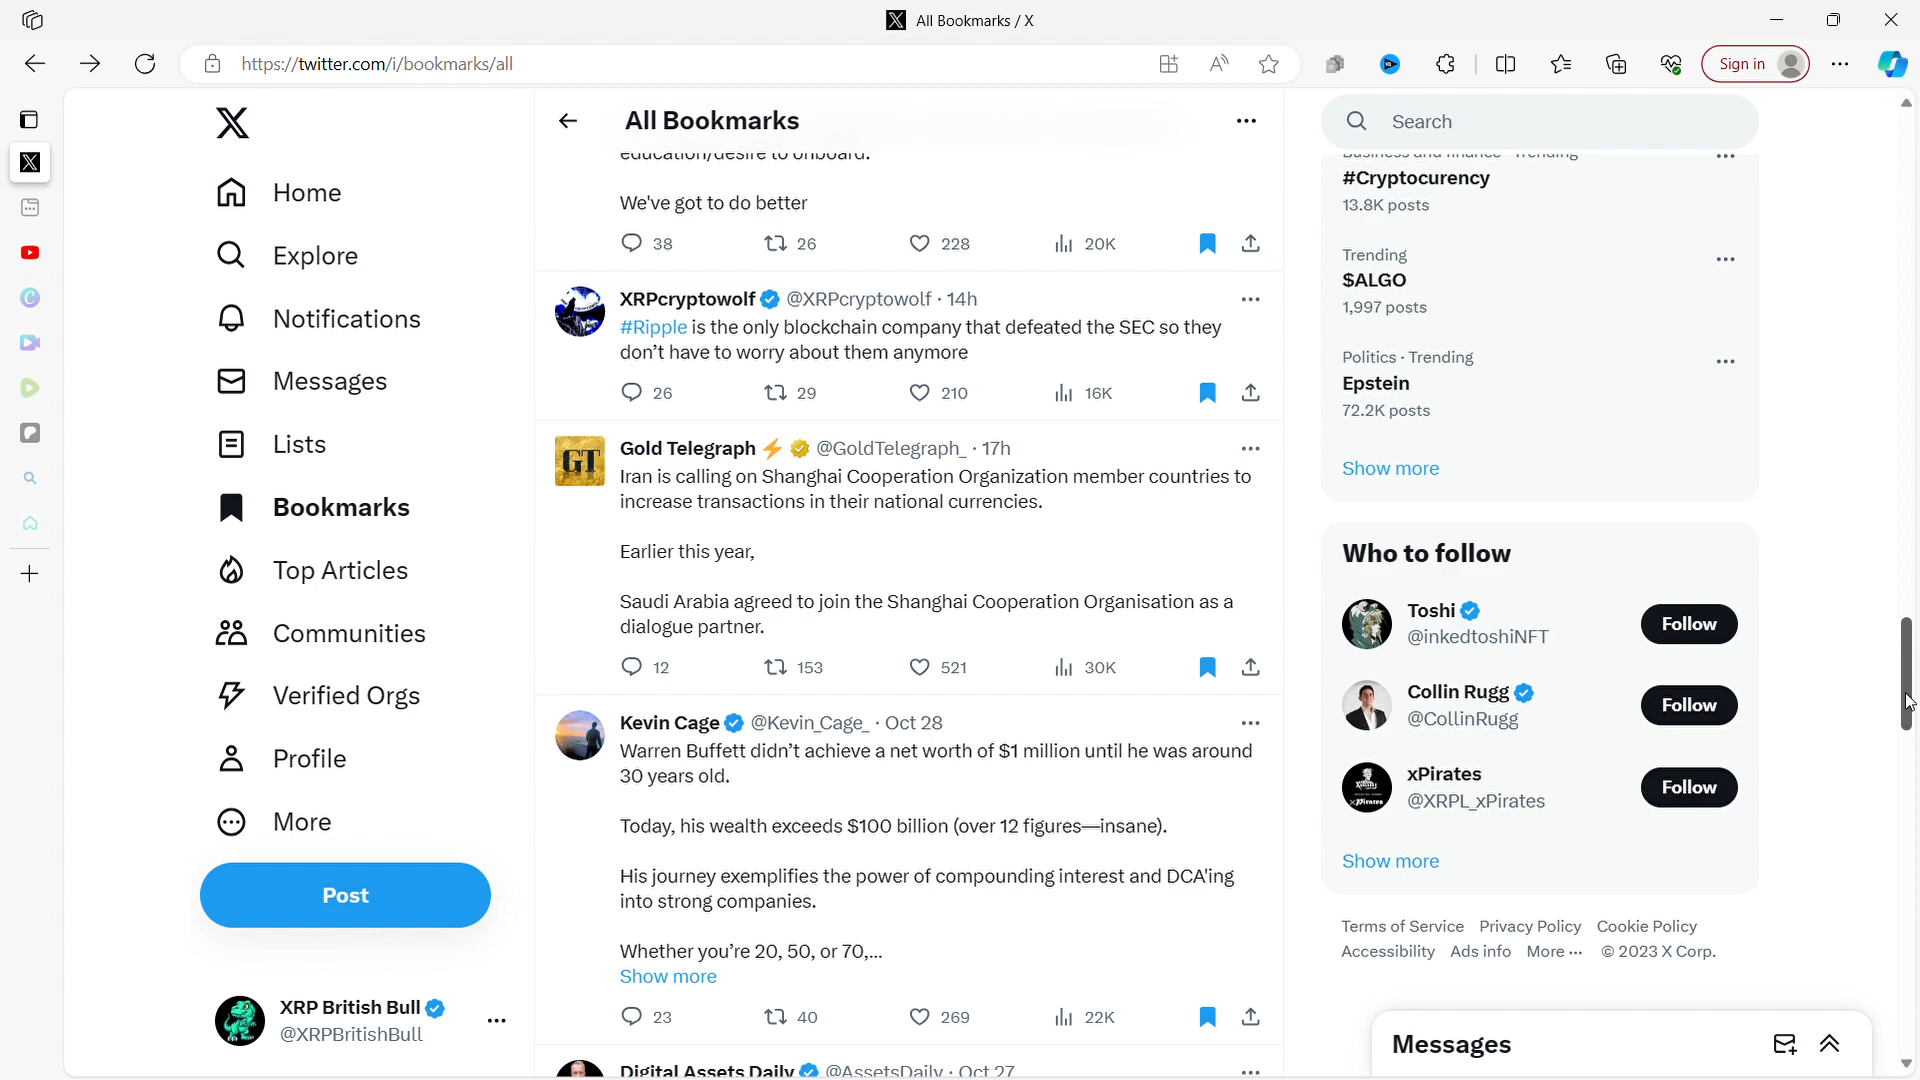 All Bookmarks / X
https://twitter.com/i/bookmarks/all
Sign in
Home
Explore
Notifications
Messages
Lists
Bookmarks
Top Articles
Communities
Verified Orgs
Profile
More
Post
XRP British Bull
@XRPBritishBull
All Bookmarks
education/desire to onboard.
We've got to do better
38 26 228 20K
XRPcryptowolf @XRPcryptowolf · 14h
#Ripple is the only blockchain company that defeated the SEC so they
don't have to worry about them anymore
26 29 210 16K
GT
Gold Telegraph ⚡ @GoldTelegraph_ · 17h
Iran is calling on Shanghai Cooperation Organization member countries to
increase transactions in their national currencies.
Earlier this year,
Saudi Arabia agreed to join the Shanghai Cooperation Organisation as a
dialogue partner.
12 153 521 30K
Kevin Cage @Kevin_Cage_ · Oct 28
Warren Buffett didn't achieve a net worth of $1 million until he was around
30 years old.
Today, his wealth exceeds $100 billion (over 12 figures—insane).
His journey exemplifies the power of compounding interest and DCA'ing
into strong companies.
Whether you're 20, 50, or 70,...
Show more
23 40 269 22K
Digital Assets Daily @AssetsDaily · Oct 27
Search
Business and finance · Trending
#Cryptocurency
13.8K posts
Trending
$ALGO
1,997 posts
Politics · Trending
Epstein
72.2K posts
Show more
Who to follow
Toshi
@inkedtoshiNFT
Follow
Collin Rugg
@CollinRugg
Follow
xPirates
@XRPL_xPirates
Follow
Show more
Terms of Service Privacy Policy Cookie Policy
Accessibility Ads info More ··· © 2023 X Corp.
Messages